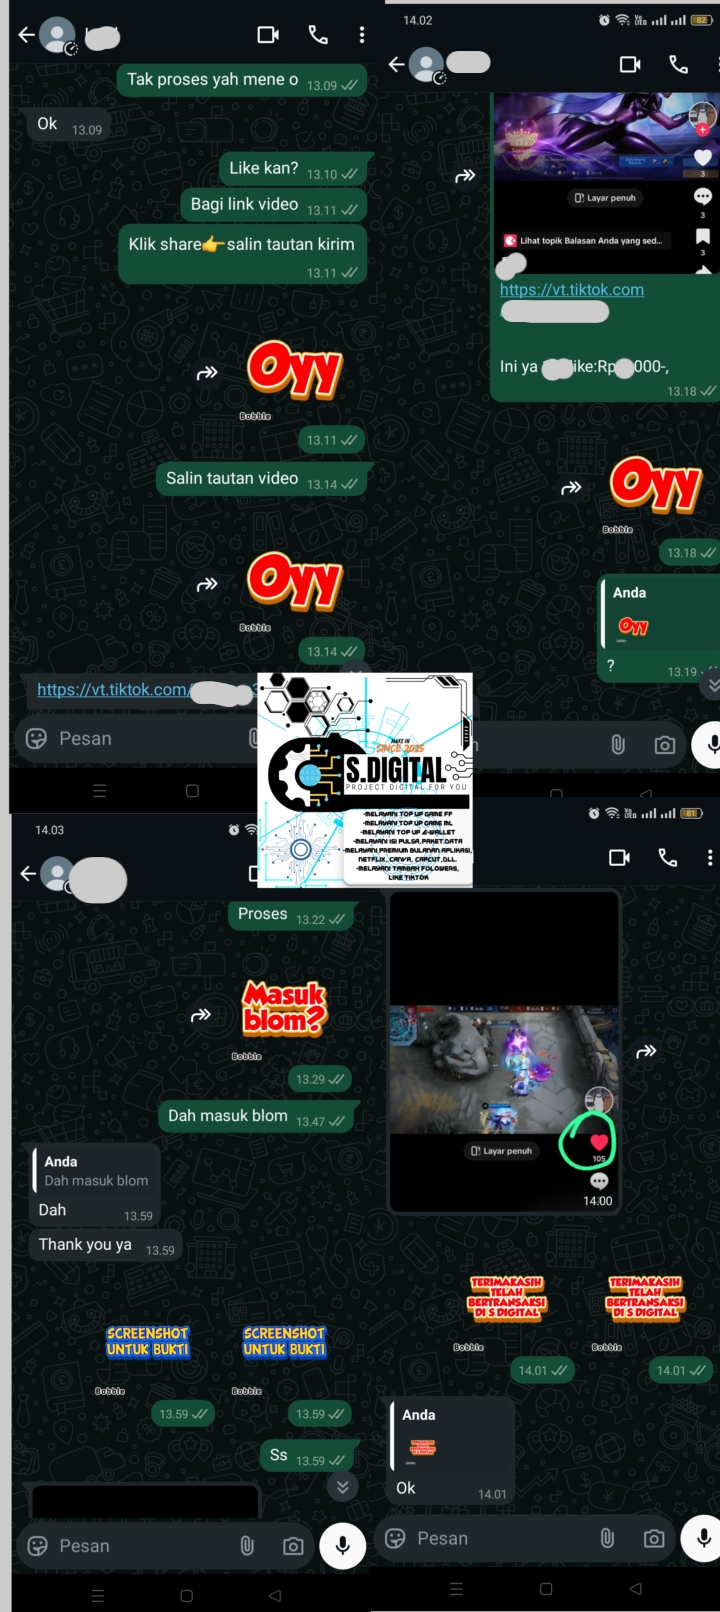 Tak proses yah mene o 13.09
Ok 13.09
Like kan? 13.10
Bagi link video 13.11
Klik share👉salin tautan kirim
13.11
Oyy
Bobble
13.11
Salin tautan video 13.14
Oyy
Bobble
13.14
https://vt.tiktok.com/
Pesan
14.02
82
3
3
3
Layar penuh
Lihat topik Balasan Anda yang sed...
https://vt.tiktok.com
Ini ya
ike:Rp
000-,
13.18
Oyy
Bobble
13.18
Anda
Oyy
?
13.19
MAKE IN
SINCE 2025
S.DIGITAL
PROJECT DIGITAL FOR YOU
-MELAYANI TOP UP GAME FF
-MELAYANI TOP UP GAME ML
-MELAYANI TOP UP E-WALLET
-MELAYANI ISI PULSA,PAKET DATA
-MELAYANI PREMIUM BULANAN APLIKASI,
NETFLIX, CANVA, CAPCUT,DLL.
-MELAYANI TAMBAH FOLOWERS,
LIKE TIKTOK
14.03
Proses 13.22
Masuk
blom?
Bobble
13.29
Dah masuk blom 13.47
Anda
Dah masuk blom
Dah 13.59
Thank you ya 13.59
SCREENSHOT
UNTUK BUKTI
Bobble
13.59
SCREENSHOT
UNTUK BUKTI
Bobble
13.59
Ss 13.59
Pesan
81
Layar penuh
105
14.00
TERIMAKASIH
TELAH
BERTRANSAKSI
DI S DIGITAL
Bobble
14.01
TERIMAKASIH
TELAH
BERTRANSAKSI
DI S DIGITAL
Bobble
14.01
Anda
Ok 14.01
Pesan